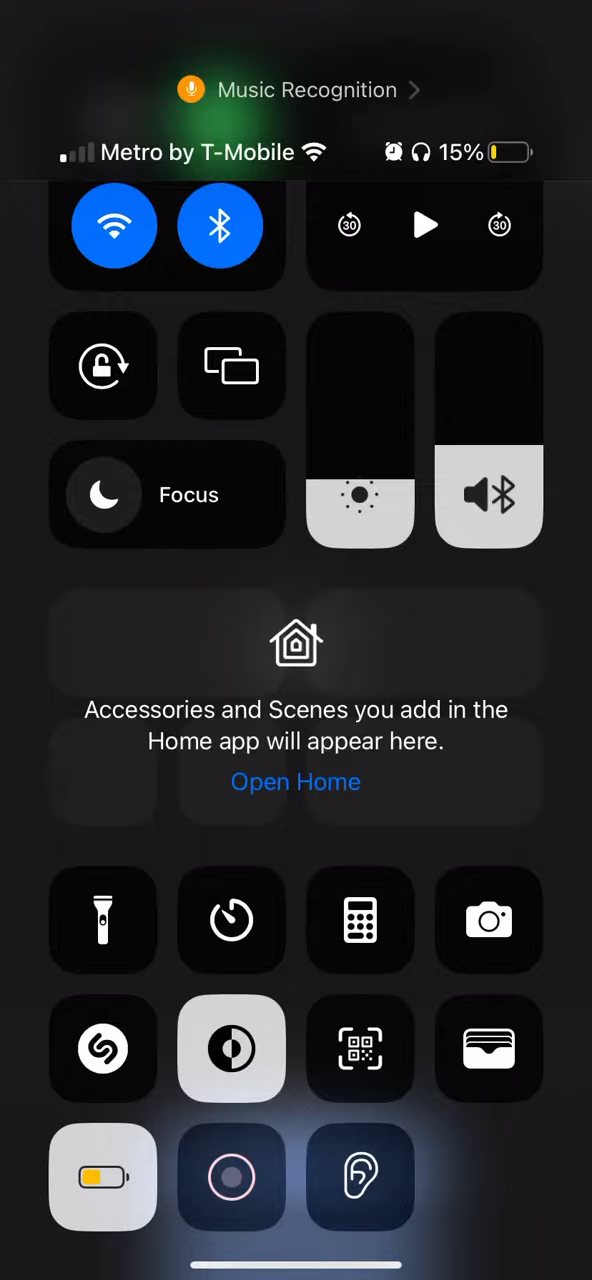 Music Recognition
Metro by T-Mobile 15%
30 30
Focus
Accessories and Scenes you add in the
Home app will appear here.
Open Home